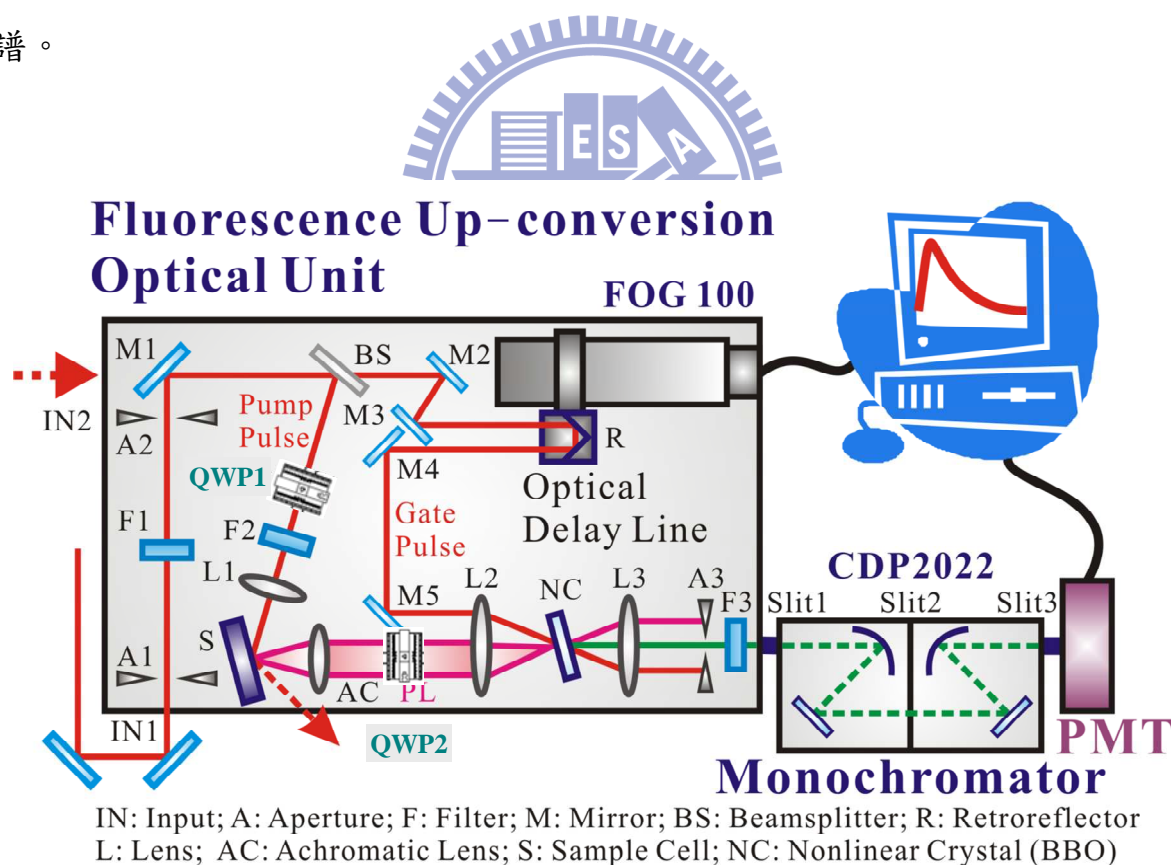 譜。
E S A
Fluorescence Up-conversion
Optical Unit
FOG 100
M1
BS
M2
IN2
A2
Pump
Pulse
M3
R
QWP1
M4
Optical
Delay Line
F1
F2
Gate
Pulse
L1
CDP2022
M5
L2
NC
L3
A3
F3
Slit1
Slit2
Slit3
S
A1
AC
PL
IN1
QWP2
PMT
Monochromator
IN: Input; A: Aperture; F: Filter; M: Mirror; BS: Beamsplitter; R: Retroreflector
L: Lens; AC: Achromatic Lens; S: Sample Cell; NC: Nonlinear Crystal (BBO)